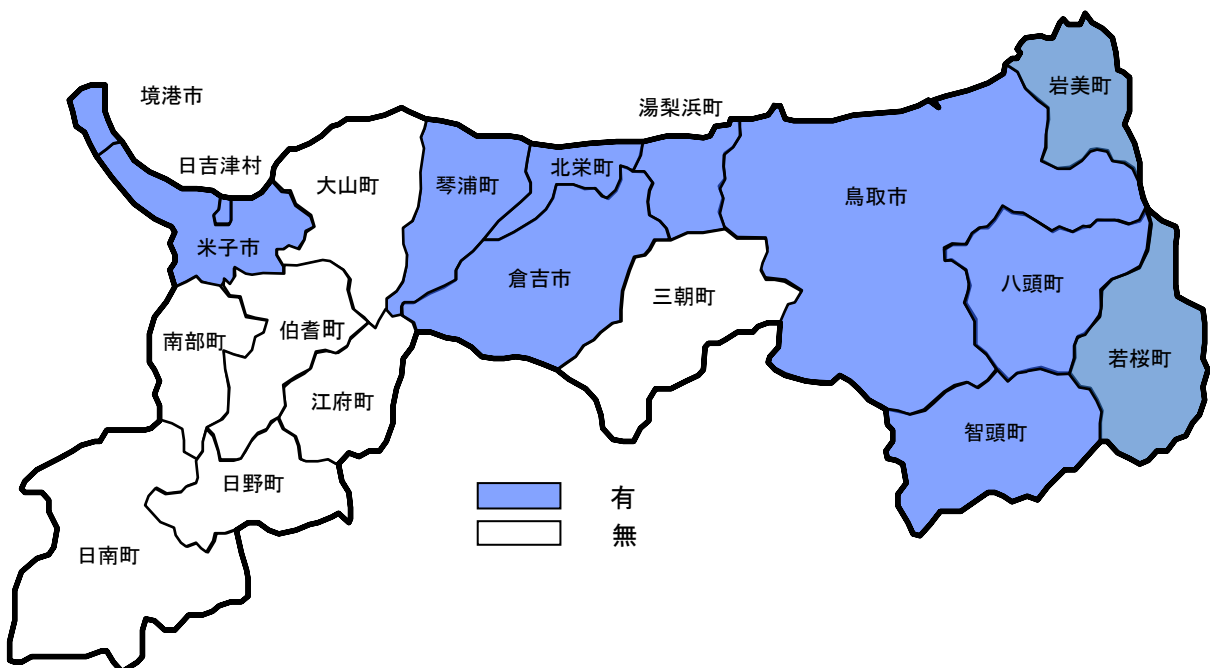 境港市
湯梨浜町
岩美町
日吉津村
大山町
琴浦町
北栄町
鳥取市
米子市
倉吉市
三朝町
八頭町
南部町
伯耆町
若桜町
江府町
智頭町
日野町
日南町
有
無